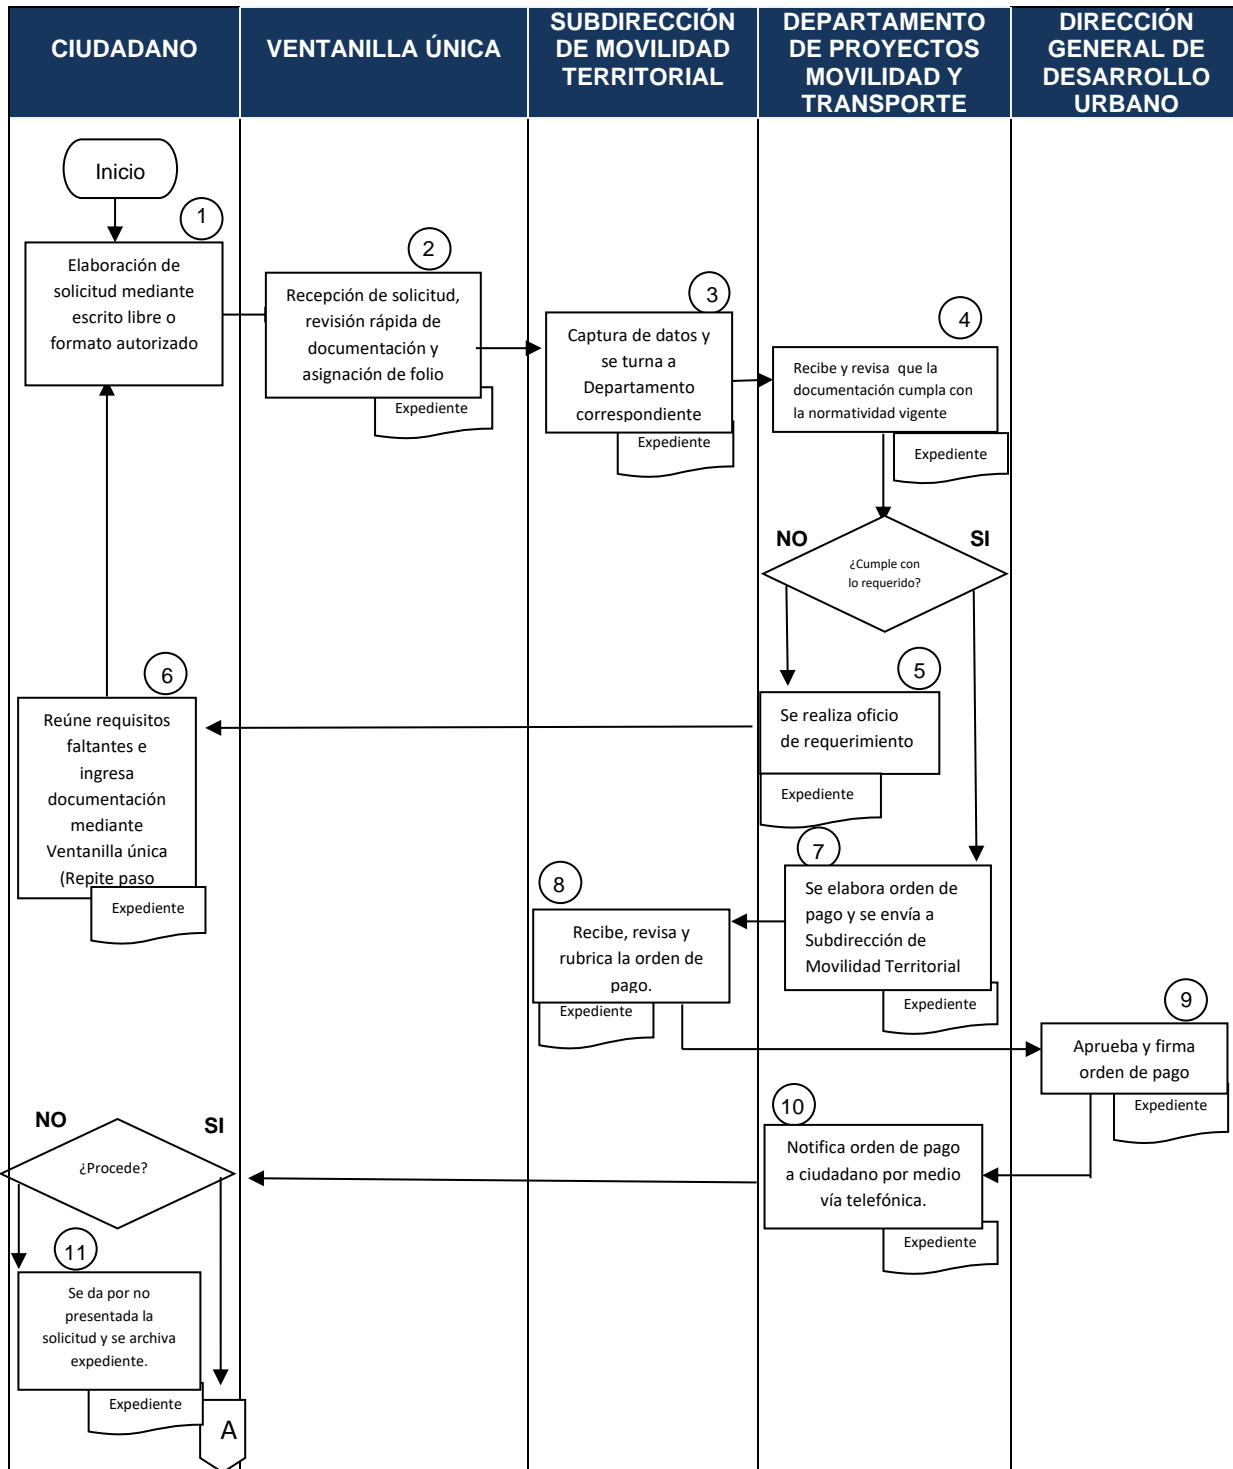 CIUDADANO
VENTANILLA ÚNICA
SUBDIRECCIÓN
DE MOVILIDAD
TERRITORIAL
DEPARTAMENTO
DE PROYECTOS
MOVILIDAD Y
TRANSPORTE
DIRECCIÓN
GENERAL DE
DESARROLLO
URBANO
Inicio
1
Elaboración de
solicitud mediante
escrito libre o
formato autorizado
2
Recepción de solicitud,
revisión rápida de
documentación y
asignación de folio
Expediente
3
Captura de datos y
se turna a
Departamento
correspondiente
Expediente
4
Recibe y revisa que la
documentación cumpla con
la normatividad vigente
Expediente
NO
SI
¿Cumple con
lo requerido?
5
Se realiza oficio
de requerimiento
Expediente
6
Reúne requisitos
faltantes e
ingresa
documentación
mediante
Ventanilla única
(Repite paso
Expediente
7
Se elabora orden de
pago y se envía a
Subdirección de
Movilidad Territorial
Expediente
8
Recibe, revisa y
rubrica la orden de
pago.
Expediente
9
Aprueba y firma
orden de pago
Expediente
10
Notifica orden de pago
a ciudadano por medio
vía telefónica.
Expediente
NO
SI
¿Procede?
11
Se da por no
presentada la
solicitud y se archiva
expediente.
Expediente
A